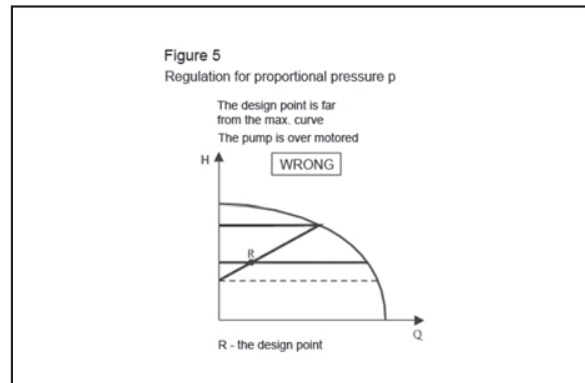 Figure 5
Regulation for proportional pressure p
The design point is far
from the max. curve
The pump is over motored
H
WRONG
R
Q
R - the design point